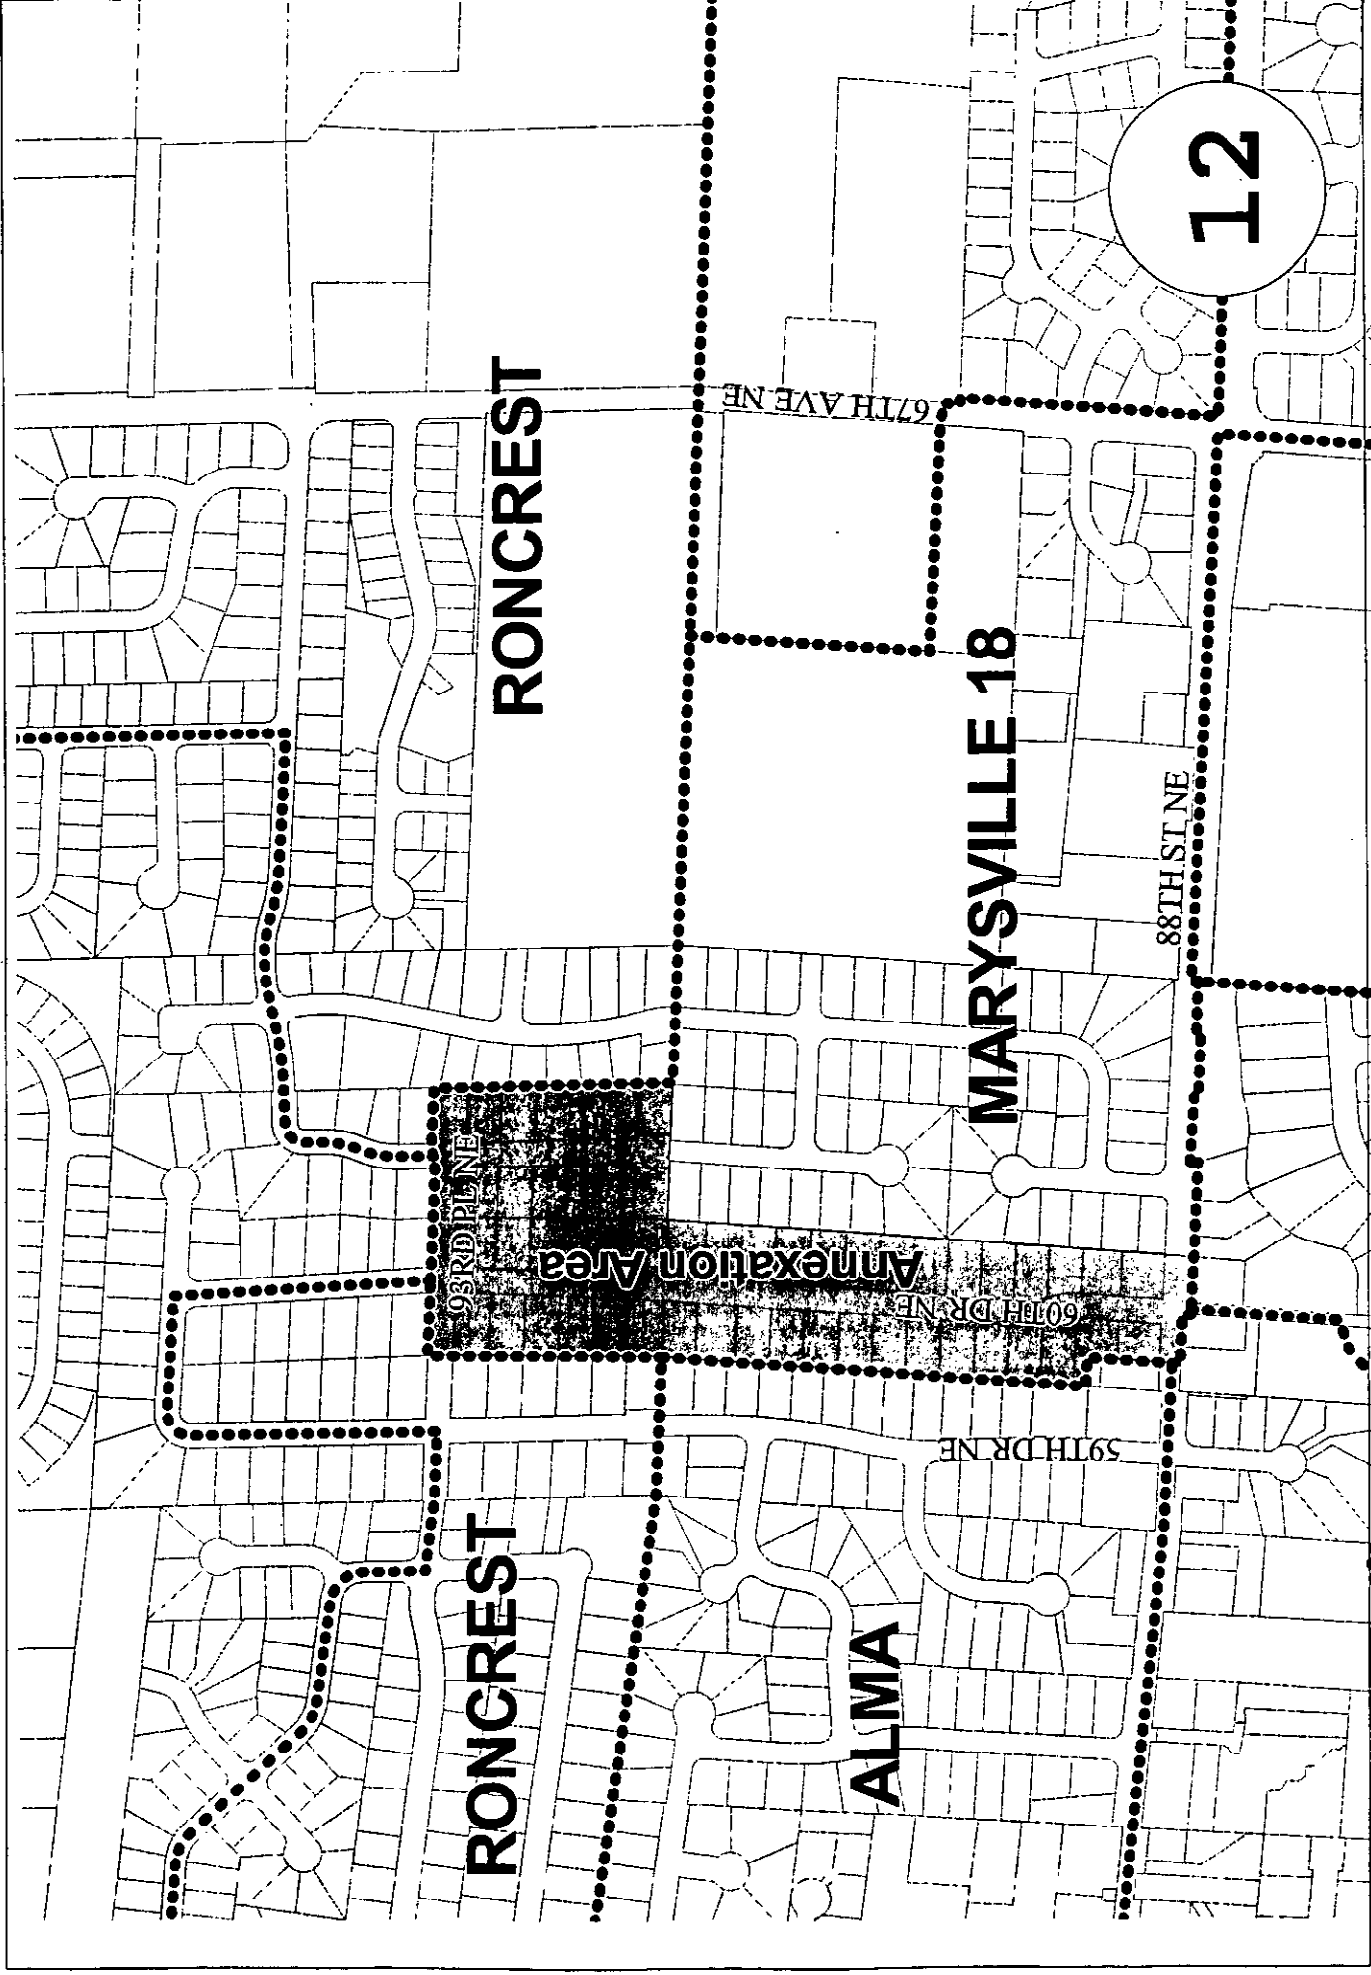 RONCREST
93RD PL NE
RONCREST
67TH AVE NE
Annexation Area
60TH DR NE
59TH DR NE
ALMA
MARYSVILLE 18
88TH ST NE
12